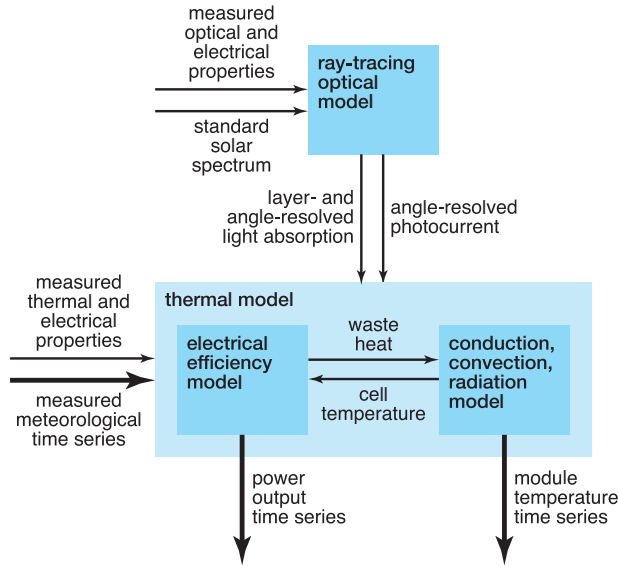 measured
optical and
electrical
properties
standard
solar
spectrum
ray-tracing
optical
model
layer- and
angle-resolved
light absorption
angle-resolved
photocurrent
measured
thermal and
electrical
properties
measured
meteorological
time series
thermal model
electrical
efficiency
model
waste
heat
cell
temperature
conduction,
convection,
radiation
model
power
output
time series
module
temperature
time series